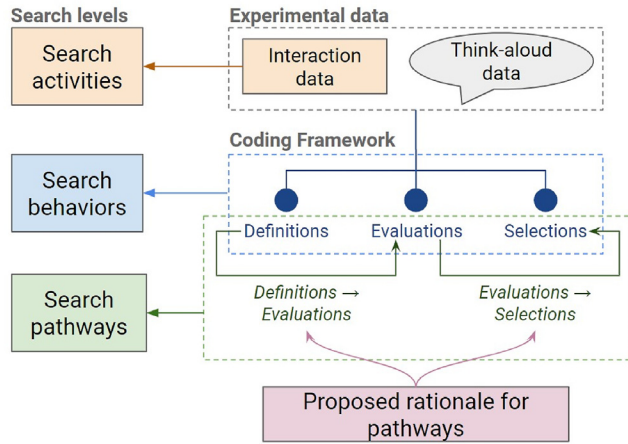 Search levels
Experimental data
Search
activities
Interaction
data
Think-aloud
data
Coding Framework
Search
behaviors
Definitions
Evaluations
Selections
Search
pathways
Definitions →
Evaluations
Evaluations →
Selections
Proposed rationale for
pathways